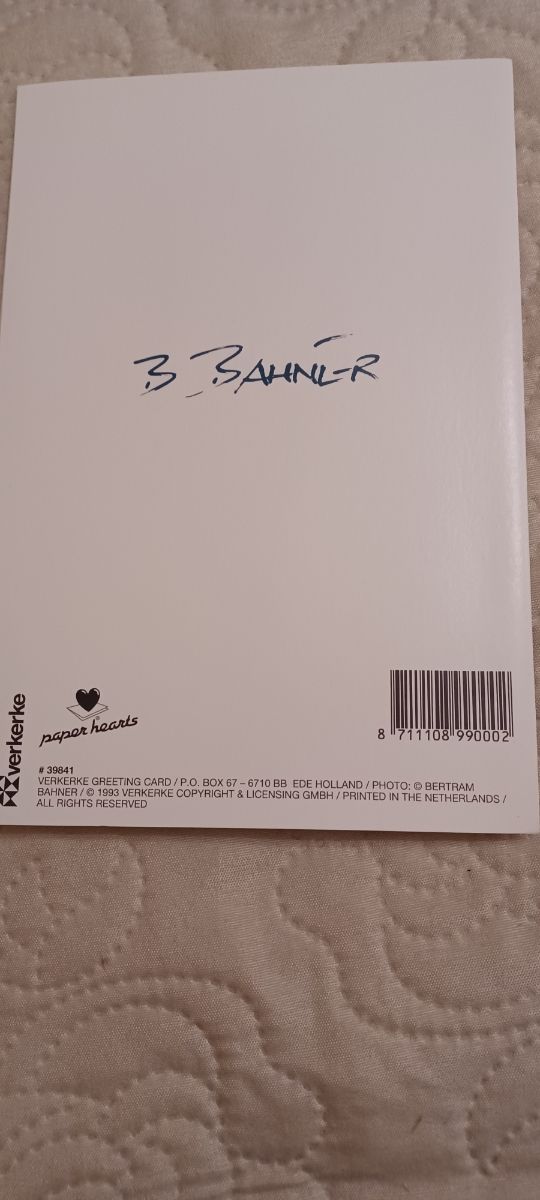 B. BAHNER
verkerke
paper hearts®
8 711108 990002
# 39841
VERKERKE GREETING CARD / P.O. BOX 67 – 6710 BB EDE HOLLAND / PHOTO: © BERTRAM
BAHNER / © 1993 VERKERKE COPYRIGHT & LICENSING GMBH / PRINTED IN THE NETHERLANDS /
ALL RIGHTS RESERVED